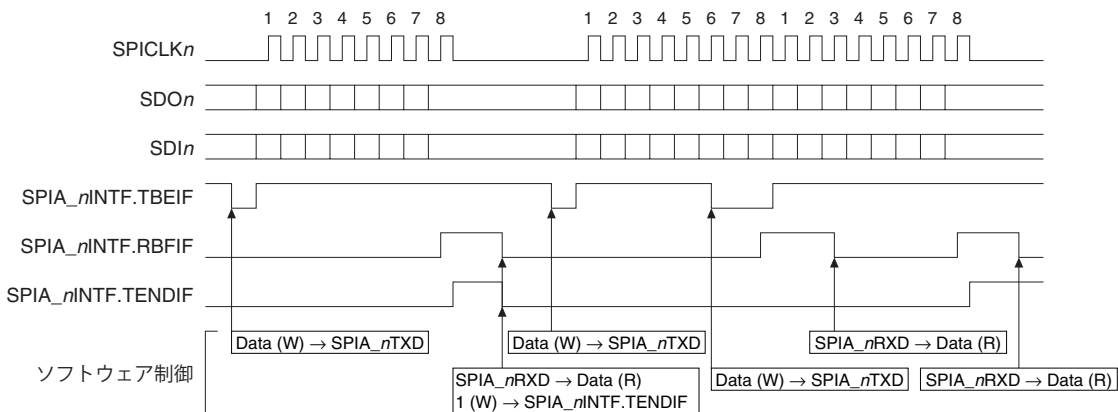 1 2 3 4 5 6 7 8 1 2 3 4 5 6 7 8 1 2 3 4 5 6 7 8
SPICLKn
SDOn
SDIn
SPIA_nINTF.TBEIF
SPIA_nINTF.RBFIF
SPIA_nINTF.TENDIF
ソフトウェア制御
Data (W) → SPIA_nTXD
SPIA_nRXD → Data (R)
1 (W) → SPIA_nINTF.TENDIF
Data (W) → SPIA_nTXD
Data (W) → SPIA_nTXD
SPIA_nRXD → Data (R)
SPIA_nRXD → Data (R)